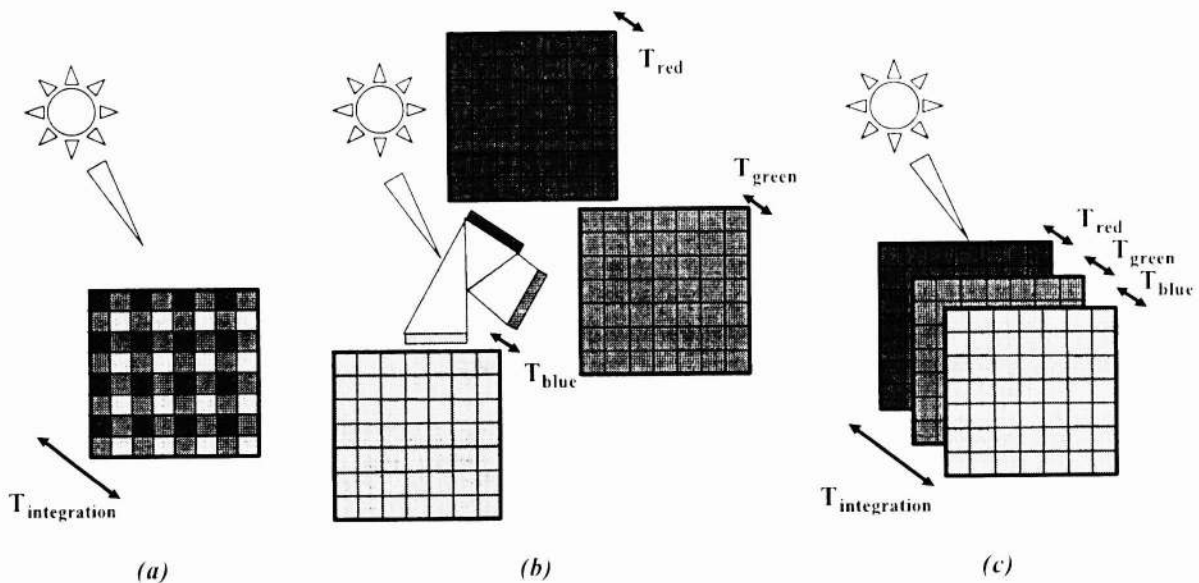 T integration
(a)
T red
T green
T blue
(b)
T red
T green
T blue
T integration
(c)